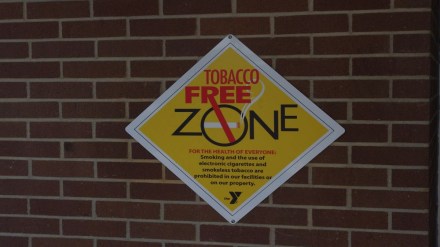 TOBACCO
FREE
ZONE
FOR THE HEALTH OF EVERYONE:
Smoking and the use of
electronic cigarettes and
smokeless tobacco are
prohibited in our facilities or
on our property.
the Y